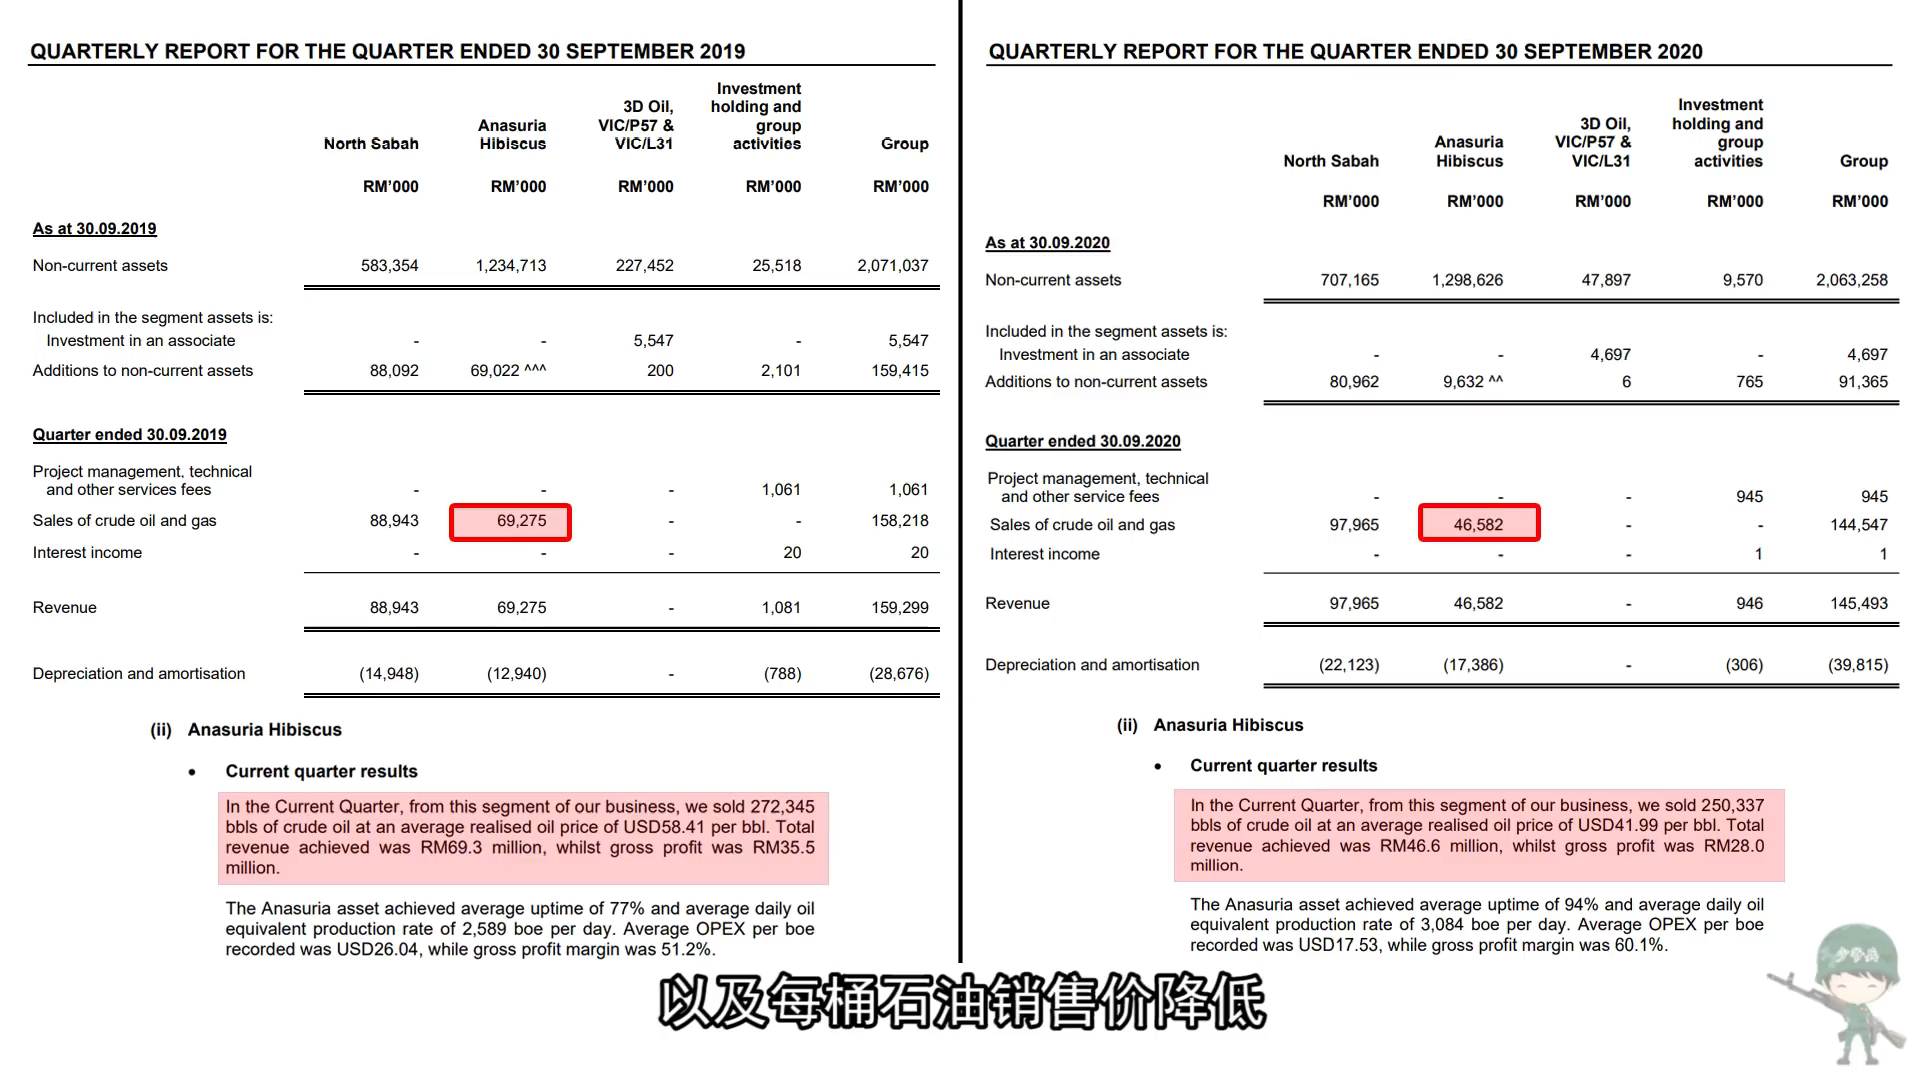 QUARTERLY REPORT FOR THE QUARTER ENDED 30 SEPTEMBER 2019
North Sabah
Anasuria
Hibiscus
3D Oil,
VIC/P57 &
VIC/L31
Investment
holding and
group
activities
Group
RM’000 RM’000 RM’000 RM’000 RM’000
As at 30.09.2019
Non-current assets 583,354 1,234,713 227,452 25,518 2,071,037
Included in the segment assets is:
Investment in an associate - - 5,547 - 5,547
Additions to non-current assets 88,092 69,022 ^^^ 200 2,101 159,415
Quarter ended 30.09.2019
Project management, technical
and other services fees - - - 1,061 1,061
Sales of crude oil and gas 88,943 69,275 - - 158,218
Interest income - - - 20 20
Revenue 88,943 69,275 - 1,081 159,299
Depreciation and amortisation (14,948) (12,940) - (788) (28,676)
(ii) Anasuria Hibiscus
• Current quarter results
In the Current Quarter, from this segment of our business, we sold 272,345
bbls of crude oil at an average realised oil price of USD58.41 per bbl. Total
revenue achieved was RM69.3 million, whilst gross profit was RM35.5
million.
The Anasuria asset achieved average uptime of 77% and average daily oil
equivalent production rate of 2,589 boe per day. Average OPEX per boe
recorded was USD26.04, while gross profit margin was 51.2%.
QUARTERLY REPORT FOR THE QUARTER ENDED 30 SEPTEMBER 2020
North Sabah
Anasuria
Hibiscus
3D Oil,
VIC/P57 &
VIC/L31
Investment
holding and
group
activities
Group
RM’000 RM’000 RM’000 RM’000 RM’000
As at 30.09.2020
Non-current assets 707,165 1,298,626 47,897 9,570 2,063,258
Included in the segment assets is:
Investment in an associate - - 4,697 - 4,697
Additions to non-current assets 80,962 9,632 ^^ 6 765 91,365
Quarter ended 30.09.2020
Project management, technical
and other service fees - - - 945 945
Sales of crude oil and gas 97,965 46,582 - - 144,547
Interest income - - - 1 1
Revenue 97,965 46,582 - 946 145,493
Depreciation and amortisation (22,123) (17,386) - (306) (39,815)
(ii) Anasuria Hibiscus
• Current quarter results
In the Current Quarter, from this segment of our business, we sold 250,337
bbls of crude oil at an average realised oil price of USD41.99 per bbl. Total
revenue achieved was RM46.6 million, whilst gross profit was RM28.0
million.
The Anasuria asset achieved average uptime of 94% and average daily oil
equivalent production rate of 3,084 boe per day. Average OPEX per boe
recorded was USD17.53, while gross profit margin was 60.1%.
以及每桶石油销售价降低